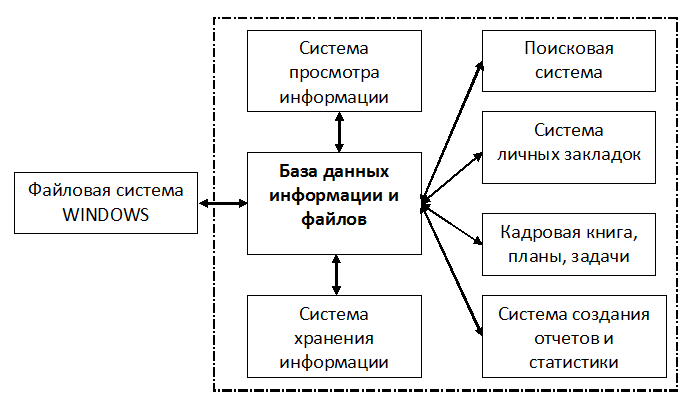 Система
просмотра
информации
Поисковая
система
Система
личных закладок
База данных
информации и
файлов
Файловая система
WINDOWS
Кадровая книга,
планы, задачи
Система
хранения
информации
Система создания
отчетов и
статистики